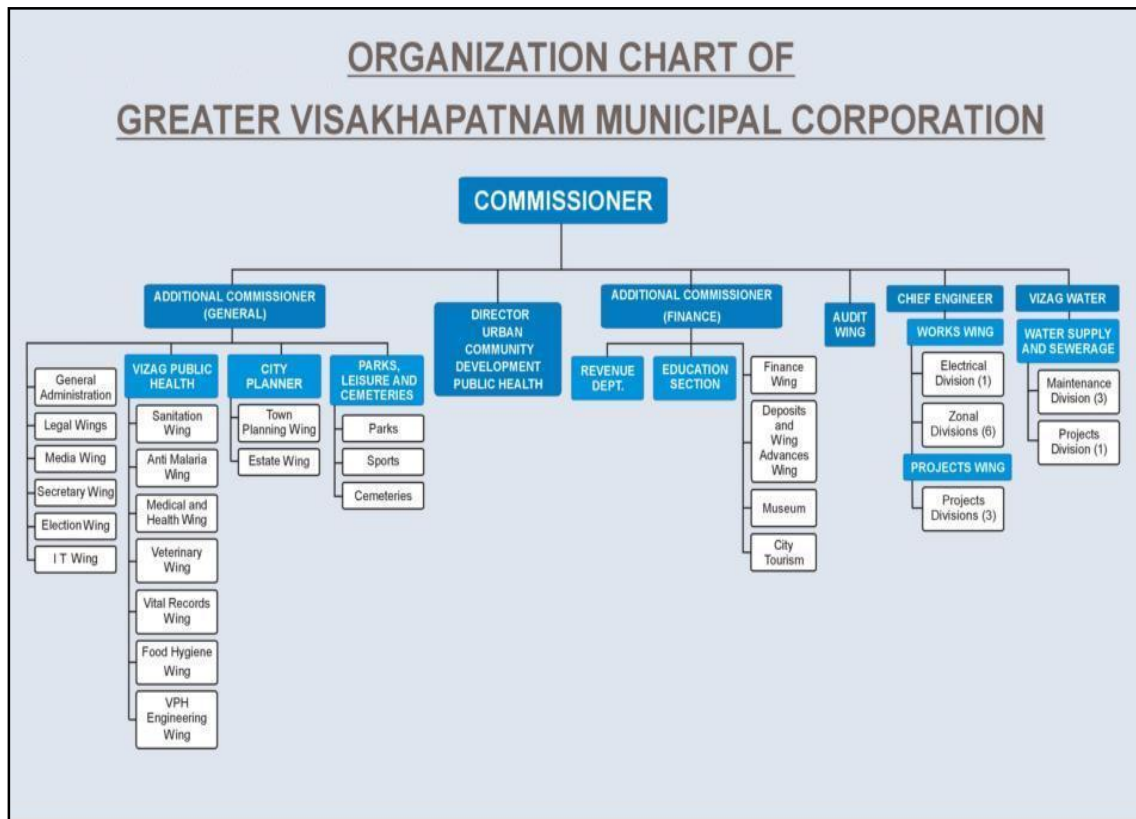 ORGANIZATION CHART OF
GREATER VISAKHAPATNAM MUNICIPAL CORPORATION
COMMISSIONER
ADDITIONAL COMMISSIONER
(GENERAL)
General
Administration
Legal Wings
Media Wing
Secretary Wing
Election Wing
I T Wing
VIZAG PUBLIC
HEALTH
Sanitation
Wing
Anti Malaria
Wing
Medical and
Health Wing
Veterinary
Wing
Vital Records
Wing
Food Hygiene
Wing
VPH
Engineering
Wing
CITY
PLANNER
Town
Planning Wing
Estate Wing
PARKS,
LEISURE AND
CEMETERIES
Parks
Sports
Cemeteries
DIRECTOR
URBAN
COMMUNITY
DEVELOPMENT
PUBLIC HEALTH
ADDITIONAL COMMISSIONER
(FINANCE)
REVENUE
DEPT.
EDUCATION
SECTION
Finance
Wing
Deposits
and
Wing
Advances
Wing
Museum
City
Tourism
AUDIT
WING
CHIEF ENGINEER
WORKS WING
Electrical
Division (1)
Zonal
Divisions (6)
PROJECTS WING
Projects
Divisions (3)
VIZAG WATER
WATER SUPPLY
AND SEWERAGE
Maintenance
Division (3)
Projects
Division (1)